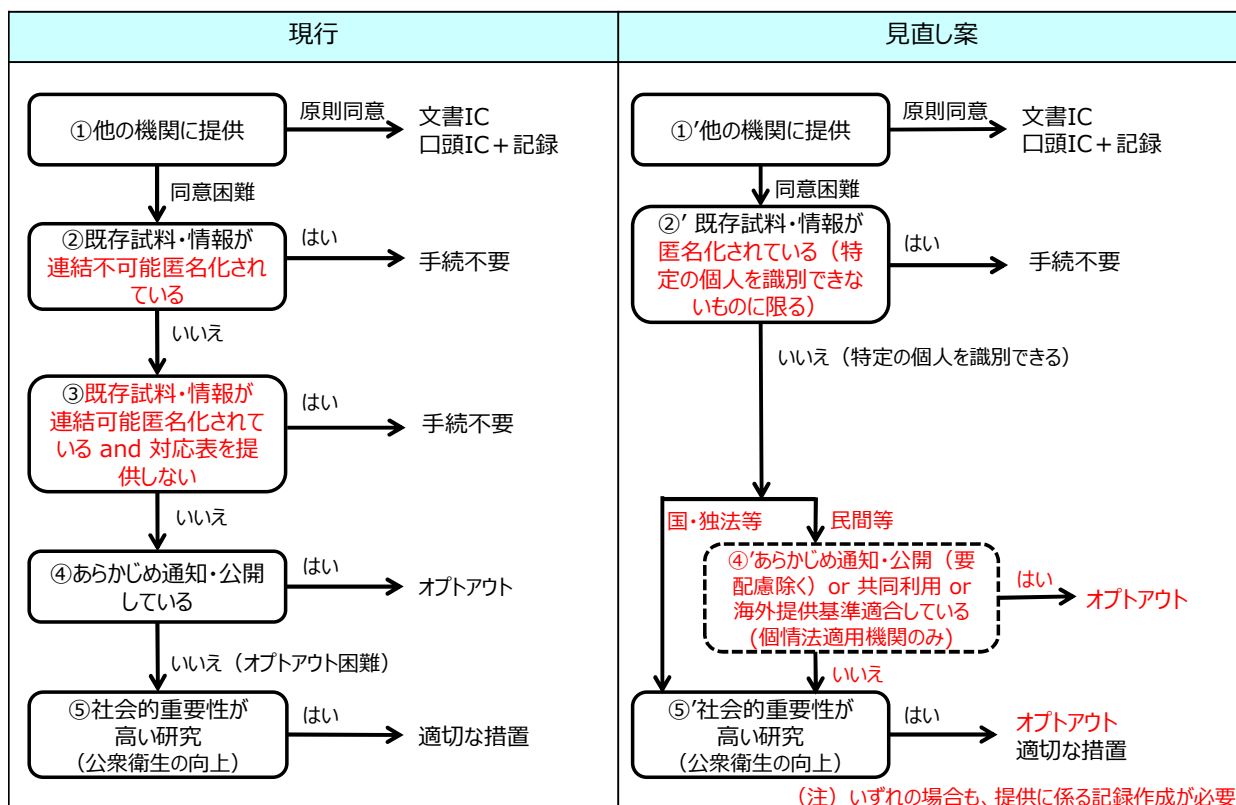 現行
①他の機関に提供
原則同意
文書IC
口頭IC+記録
同意困難
②既存試料・情報が
連結不可能匿名化され
ている
はい
手続不要
いいえ
③既存試料・情報が
連結可能匿名化されて
いる and 対応表を提
供しない
はい
手続不要
いいえ
④あらかじめ通知・公開
している
はい
オプトアウト
いいえ（オプトアウト困難）
⑤社会的重要性が
高い研究
（公衆衛生の向上）
はい
適切な措置
見直し案
①’他の機関に提供
原則同意
文書IC
口頭IC+記録
同意困難
②’ 既存試料・情報が
匿名化されている（特
定の個人を識別できな
いものに限る）
はい
手続不要
いいえ（特定の個人を識別できる）
国・独法等
民間等
④’あらかじめ通知・公開（要
配慮除く）or 共同利用 or
海外提供基準適合している
(個情法適用機関のみ)
はい
オプトアウト
いいえ
⑤’社会的重要性が
高い研究
（公衆衛生の向上）
はい
オプトアウト
適切な措置
（注）いずれの場合も、提供に係る記録作成が必要